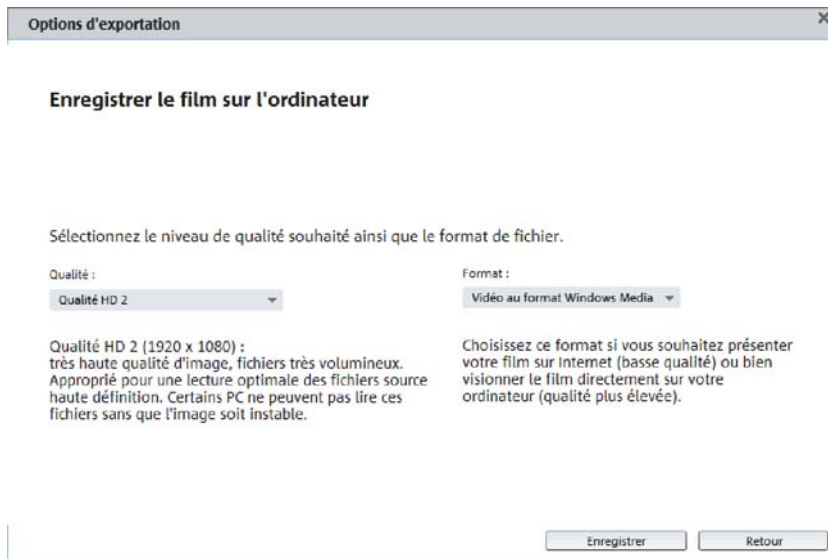 Options d'exportation
Enregistrer le film sur l'ordinateur
Sélectionnez le niveau de qualité souhaité ainsi que le format de fichier.
Qualité :
Qualité HD 2
Qualité HD 2 (1920 x 1080) :
très haute qualité d'image, fichiers très volumineux.
Approprié pour une lecture optimale des fichiers source
haute définition. Certains PC ne peuvent pas lire ces
fichiers sans que l'image soit instable.
Format :
Vidéo au format Windows Media
Choisissez ce format si vous souhaitez présenter
votre film sur Internet (basse qualité) ou bien
visionner le film directement sur votre
ordinateur (qualité plus élevée).
Enregistrer
Retour